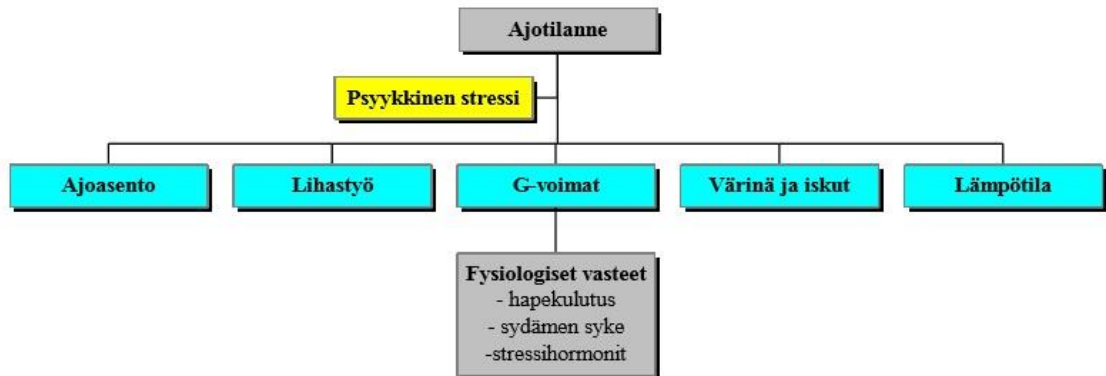 Ajotilanne
Psyykkinen stressi
Ajoasento
Lihastyö
G-voimat
Värinä ja iskut
Lämpötila
Fysiologiset vasteet
- hapekulutus
- sydämen syke
-stressihormonit